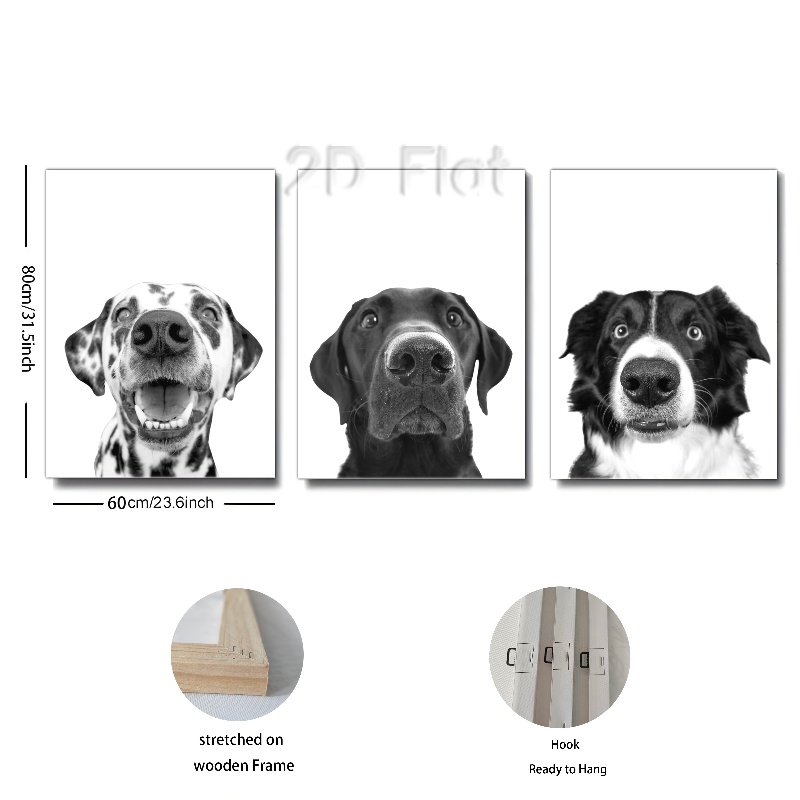 2D Flat
80cm/31.5inch
60cm/23.6inch
stretched on
wooden Frame
Hook
Ready to Hang